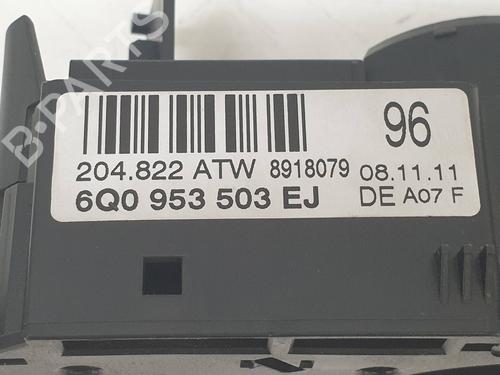 B-PARTS
96
204.822 ATW 8918079 08.11.11
6Q0 953 503 EJ DE A07 F